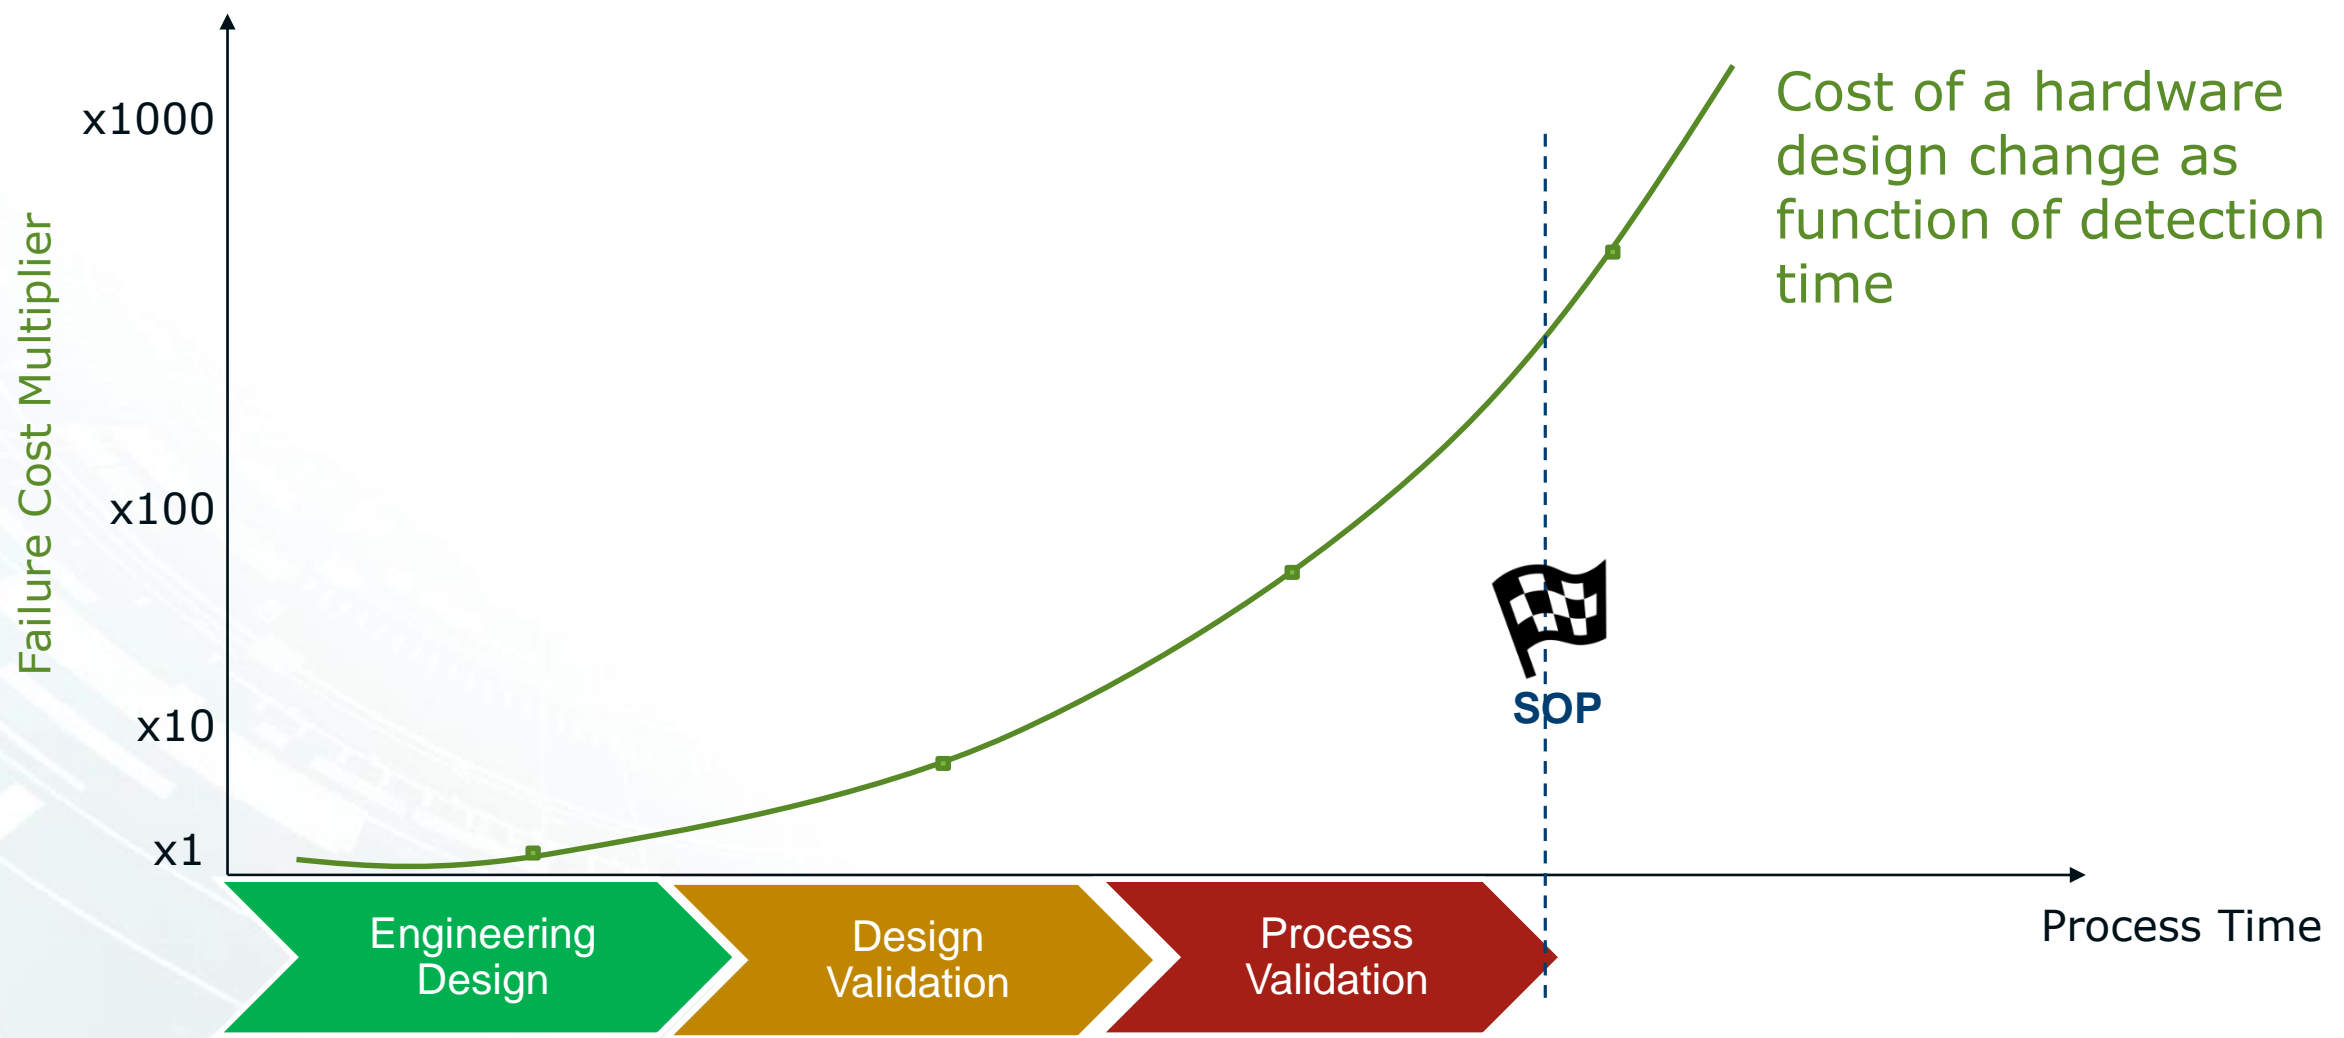 Failure Cost Multiplier
x1000
x100
x10
x1
Cost of a hardware
design change as
function of detection
time
SOP
Process Time
Engineering
Design
Design
Validation
Process
Validation